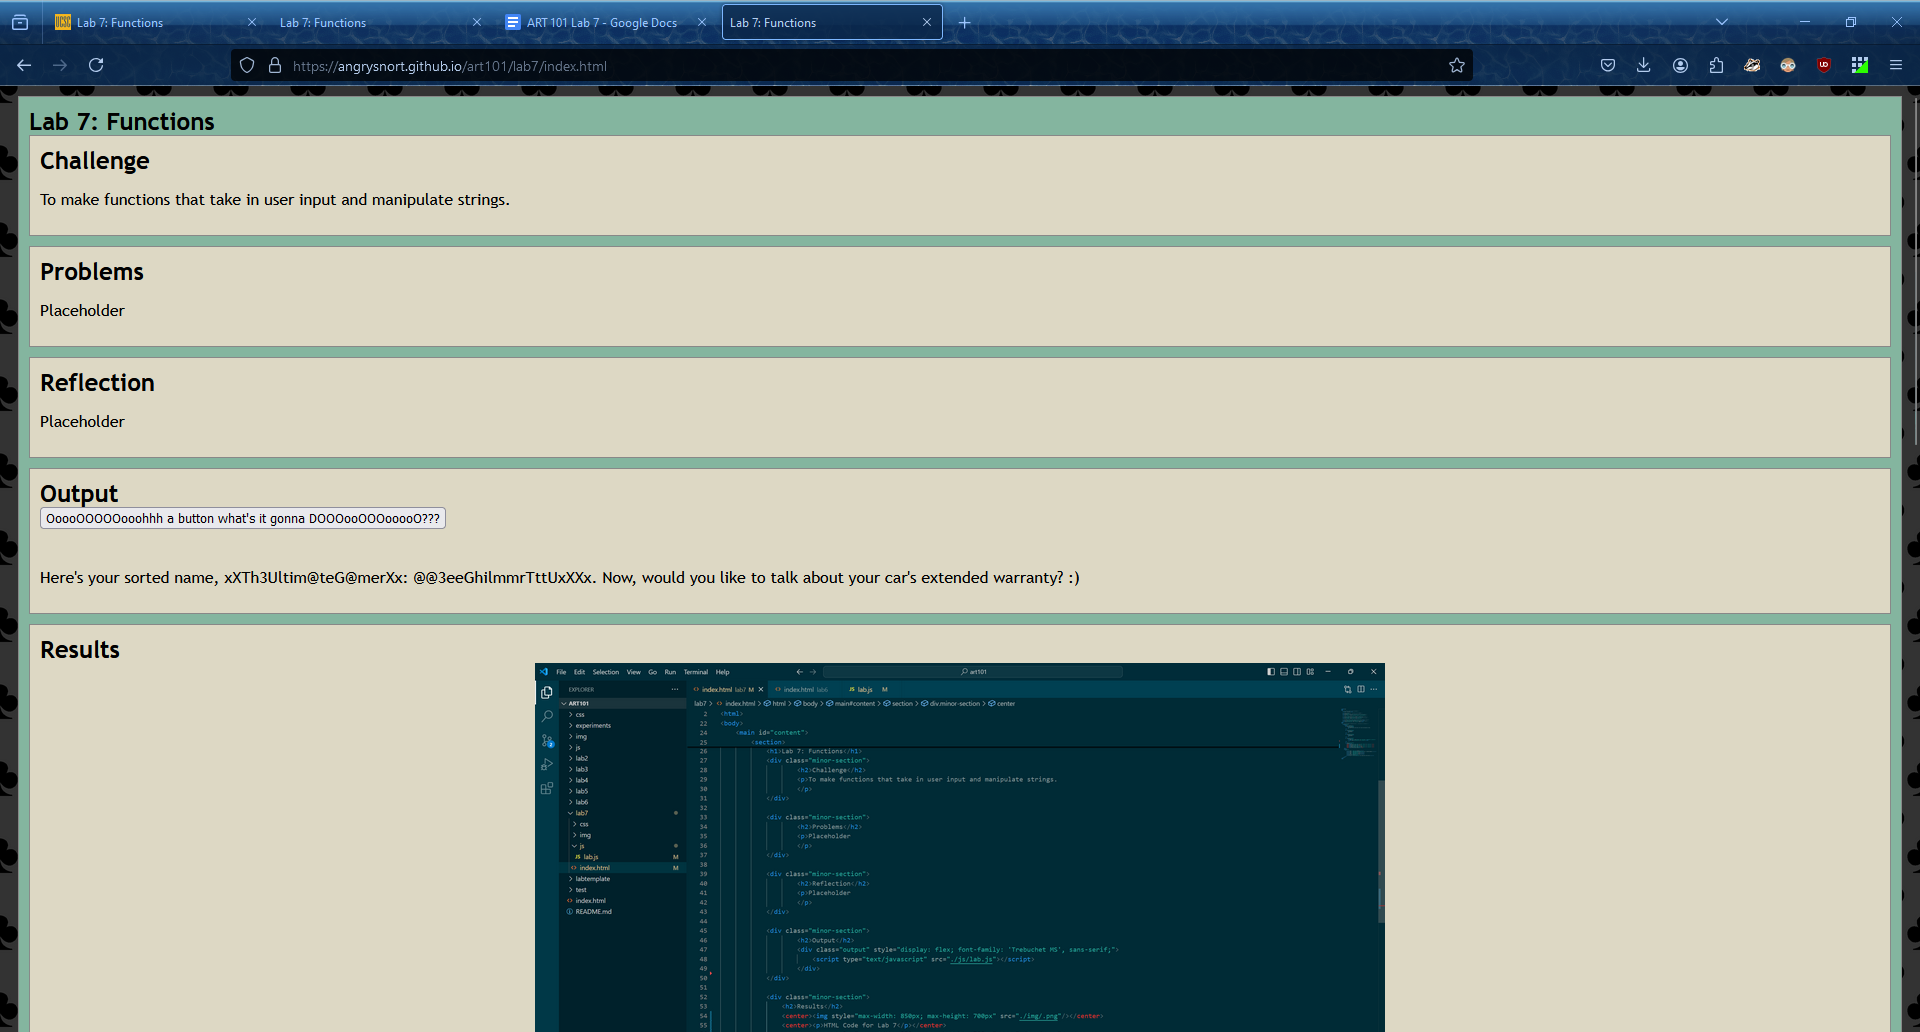 Lab 7: Functions
Lab 7: Functions
ART 101 Lab 7 - Google Docs
Lab 7: Functions
https://angrysnort.github.io/art101/lab7/index.html
Lab 7: Functions
Challenge
To make functions that take in user input and manipulate strings.
Problems
Placeholder
Reflection
Placeholder
Output
OoooOOOOOooohhh a button what's it gonna DOOOooOOOooooO???
Here's your sorted name, xXTh3Ultim@teG@merXx: @@3eeGhilmmrTttUxXXx. Now, would you like to talk about your car's extended warranty? :)
Results
File Edit Selection View Go Run Terminal Help
art101
EXPLORER
index.html lab7 M
index.html lab6
JS lab.js M
lab7 > index.html > html > body > main#content > section > div.minor-section > center
ART101
css
experiments
img
js
lab2
lab3
lab4
lab5
lab6
lab7
css
img
js
JS lab.js M
index.html M
labtemplate
test
index.html
README.md
2 <html>
22 <body>
24 <main id="content">
25 <section>
26 <h1>Lab 7: Functions</h1>
27 <div class="minor-section">
28 <h2>Challenge</h2>
29 <p>To make functions that take in user input and manipulate strings.
30 </p>
31 </div>
32
33 <div class="minor-section">
34 <h2>Problems</h2>
35 <p>Placeholder
36 </p>
37 </div>
38
39 <div class="minor-section">
40 <h2>Reflection</h2>
41 <p>Placeholder
42 </p>
43 </div>
44
45 <div class="minor-section">
46 <h2>Output</h2>
47 <div class="output" style="display: flex; font-family: 'Trebuchet MS', sans-serif;">
48 <script type="text/javascript" src="./js/lab.js"></script>
49 </div>
50 </div>
51
52 <div class="minor-section">
53 <h2>Results</h2>
54 <center><img style="max-width: 850px; max-height: 700px" src="./img/.png"/></center>
55 <center><p>HTML Code for Lab 7</p></center>